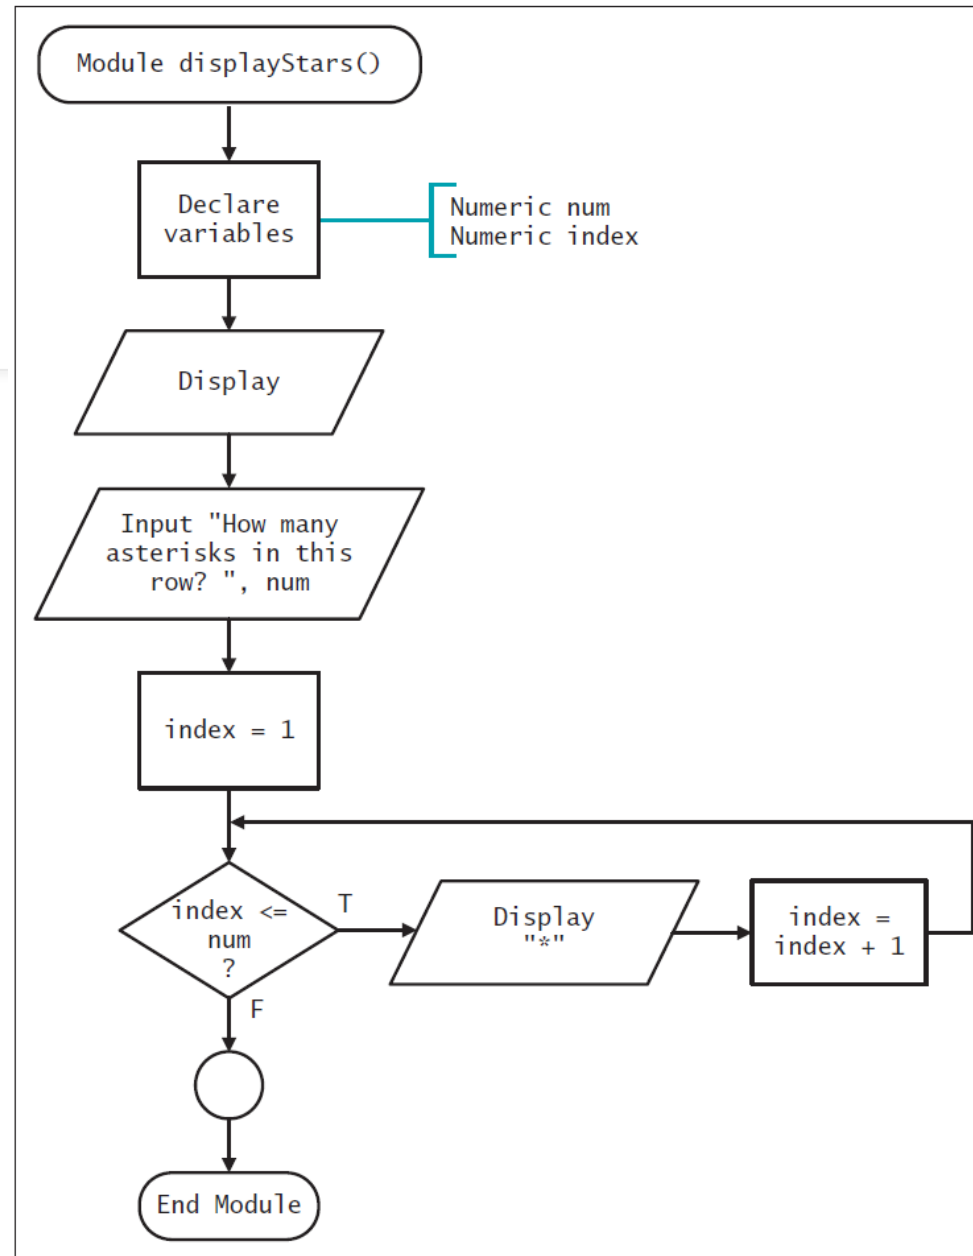 Module displayStars()
Declare
variables
Numeric num
Numeric index
Display
Input "How many
asterisks in this
row? ", num
index = 1
index <=
num
?
T
Display
"*"
index =
index + 1
F
End Module